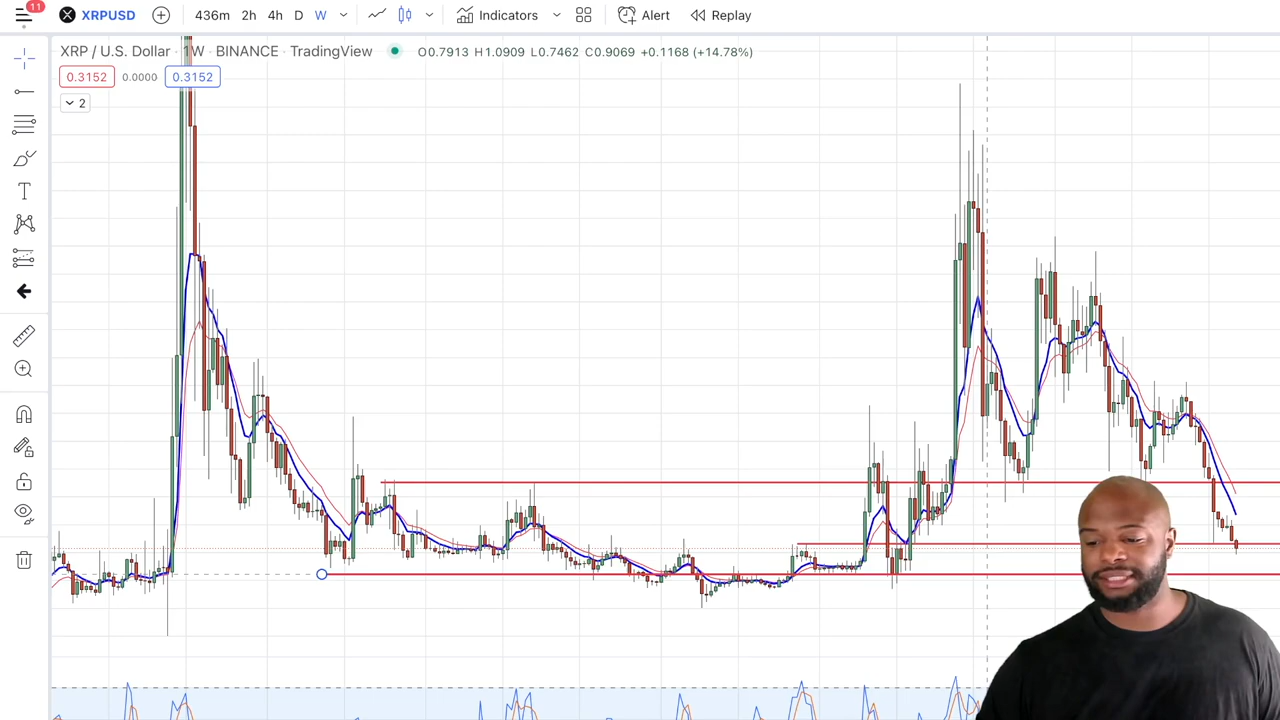 11 XRPUSD 436m 2h 4h D W Indicators Alert Replay
XRP / U.S. Dollar · 1W · BINANCE · TradingView O0.7913 H1.0909 L0.7462 C0.9069 +0.1168 (+14.78%)
0.3152 0.0000 0.3152
2